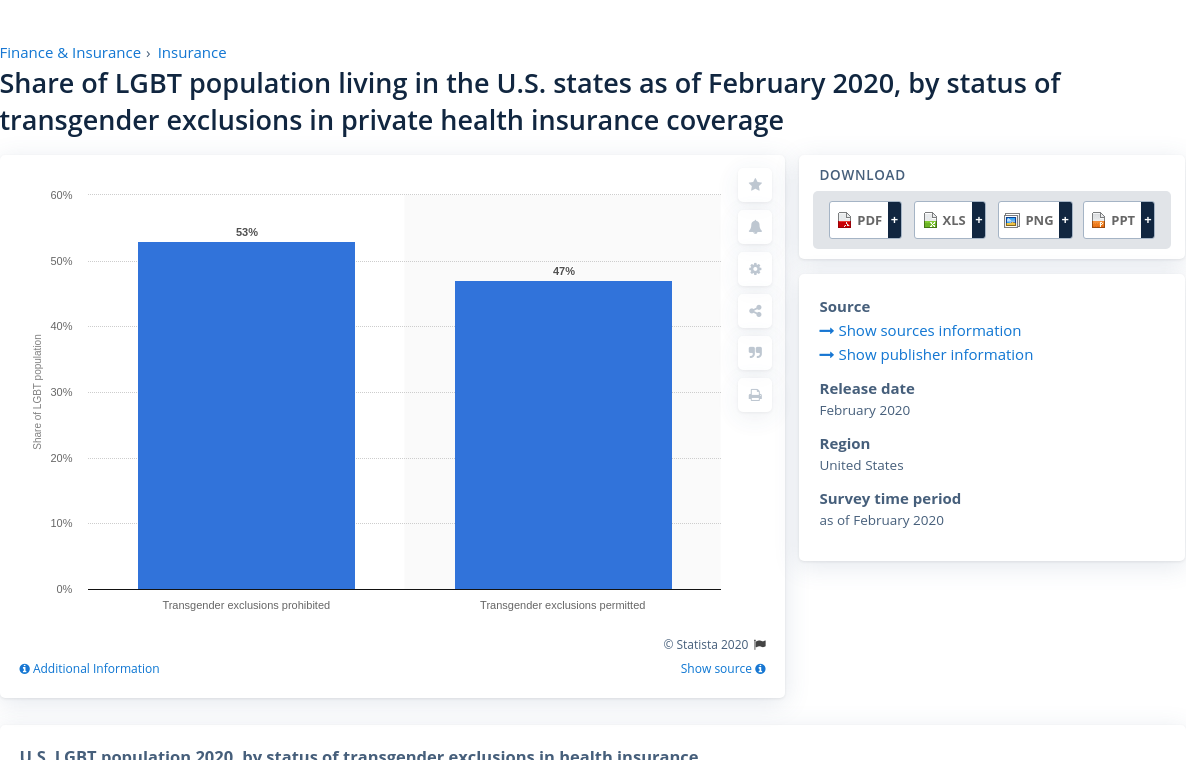 Finance & Insurance › Insurance
Share of LGBT population living in the U.S. states as of February 2020, by status of
transgender exclusions in private health insurance coverage
60%
50%
40%
30%
20%
10%
0%
Share of LGBT population
53%
47%
Transgender exclusions prohibited
Transgender exclusions permitted
© Statista 2020
Additional Information
Show source
DOWNLOAD
PDF +
XLS +
PNG +
PPT +
Source
Show sources information
Show publisher information
Release date
February 2020
Region
United States
Survey time period
as of February 2020
U.S. LGBT population 2020, by status of transgender exclusions in health insurance